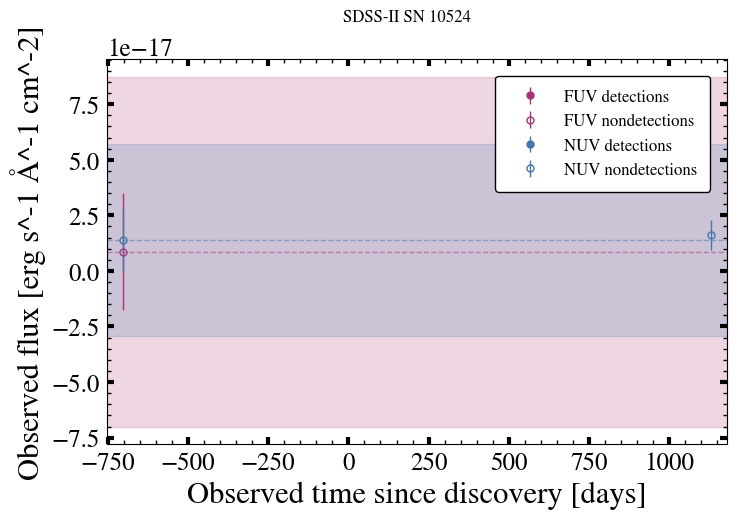 SDSS-II SN 10524
1e−17
FUV detections
FUV nondetections
NUV detections
NUV nondetections
7.5
5.0
2.5
0.0
−2.5
−5.0
−7.5
Observed flux [erg s^-1 Å^-1 cm^-2]
−750 −500 −250 0 250 500 750 1000
Observed time since discovery [days]